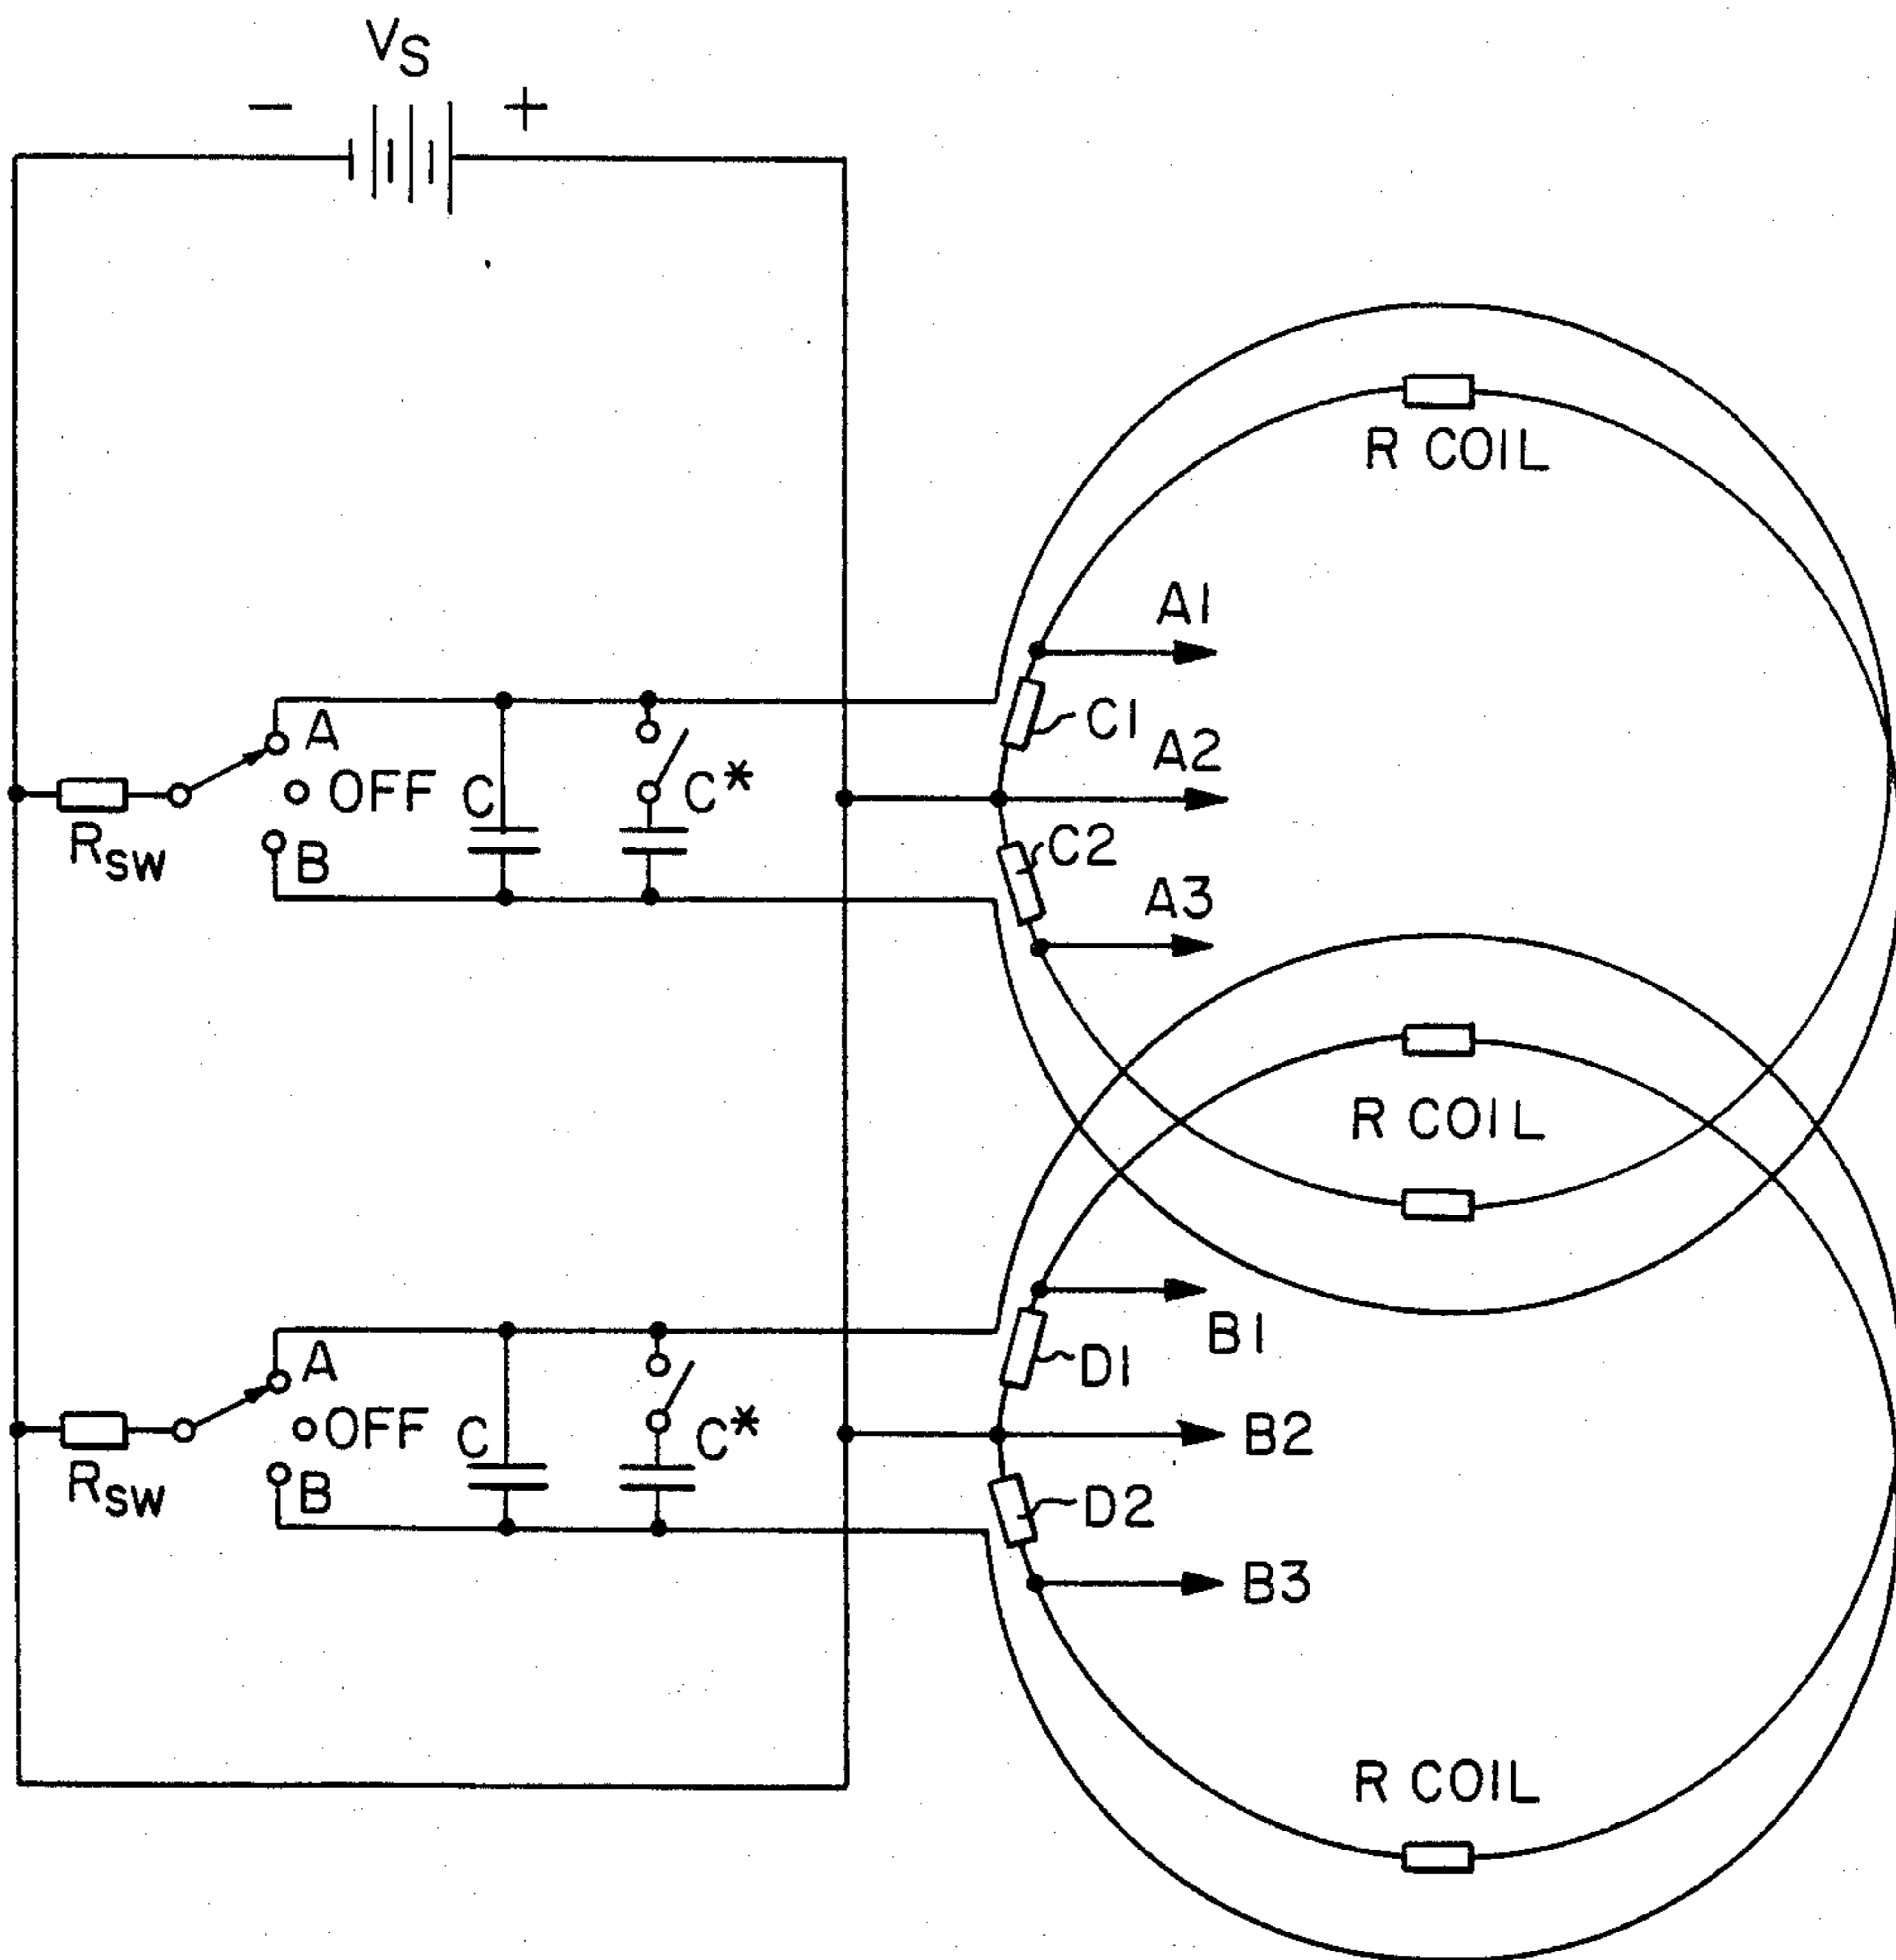 VS
− +
R COIL
A1
C1
A2
A
OFF
C
C*
RSW
B
C2
A3
R COIL
B1
D1
A
OFF
C
C*
B2
RSW
B
D2
B3
R COIL